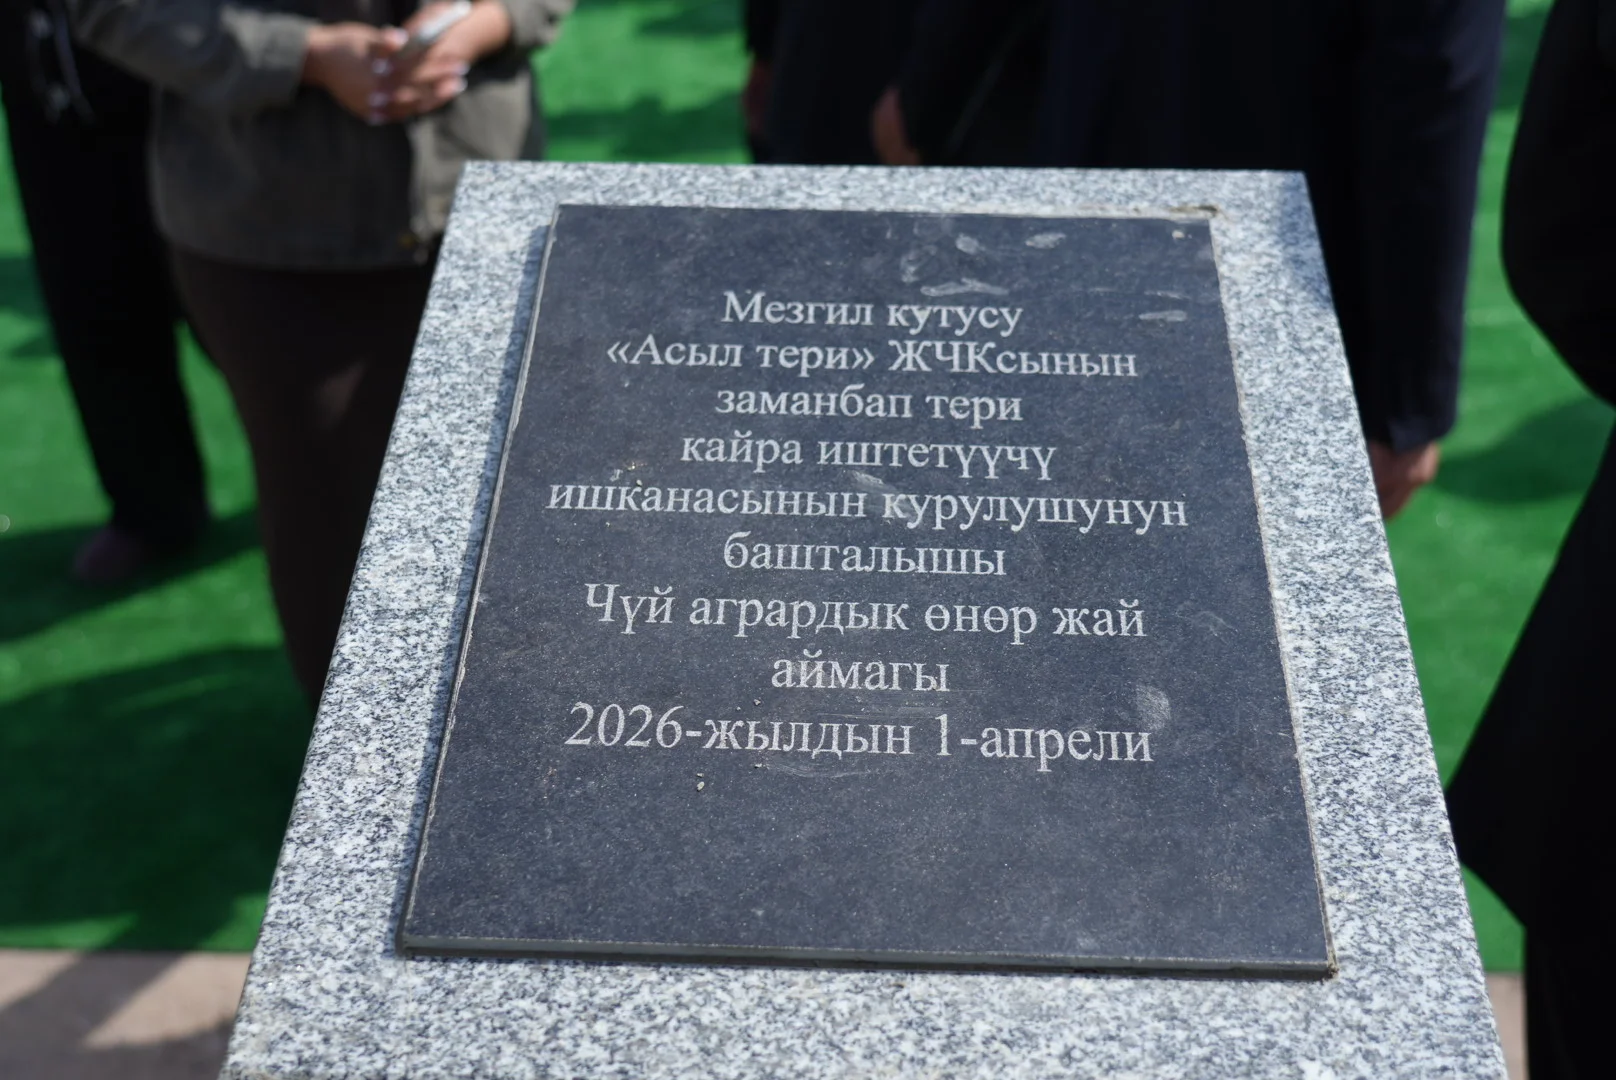 Мезгил кутусу
«Асыл тери» ЖЧКсынын
заманбап тери
кайра иштетүүчү
ишканасынын курулушунун
башталышы
Чүй агрардык өнөр жай
аймагы
2026-жылдын 1-апрели